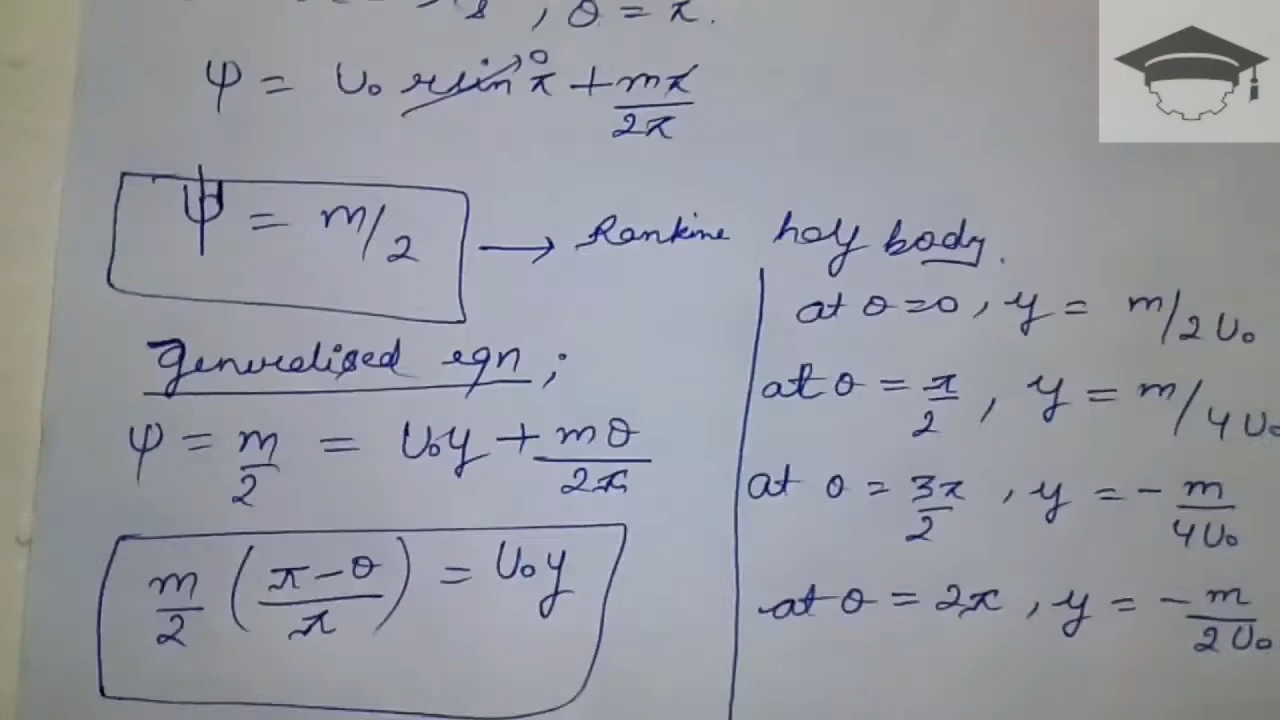 , θ = π.
ψ = U₀ r sin π⁰ + mπ/2π
ψ = m/2 → Rankine half body.
Generalised eqn ;
ψ = m/2 = U₀y + mθ/2π
m/2 (π-θ/π) = U₀y
at θ=0, y = m/2U₀
at θ = π/2, y = m/4U₀
at θ = 3π/2, y = -m/4U₀
at θ = 2π, y = -m/2U₀